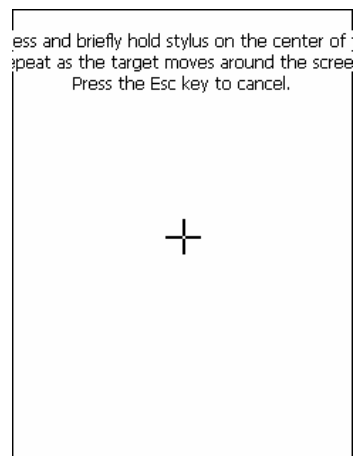 ess and briefly hold stylus on the center of
epeat as the target moves around the scree
Press the Esc key to cancel.